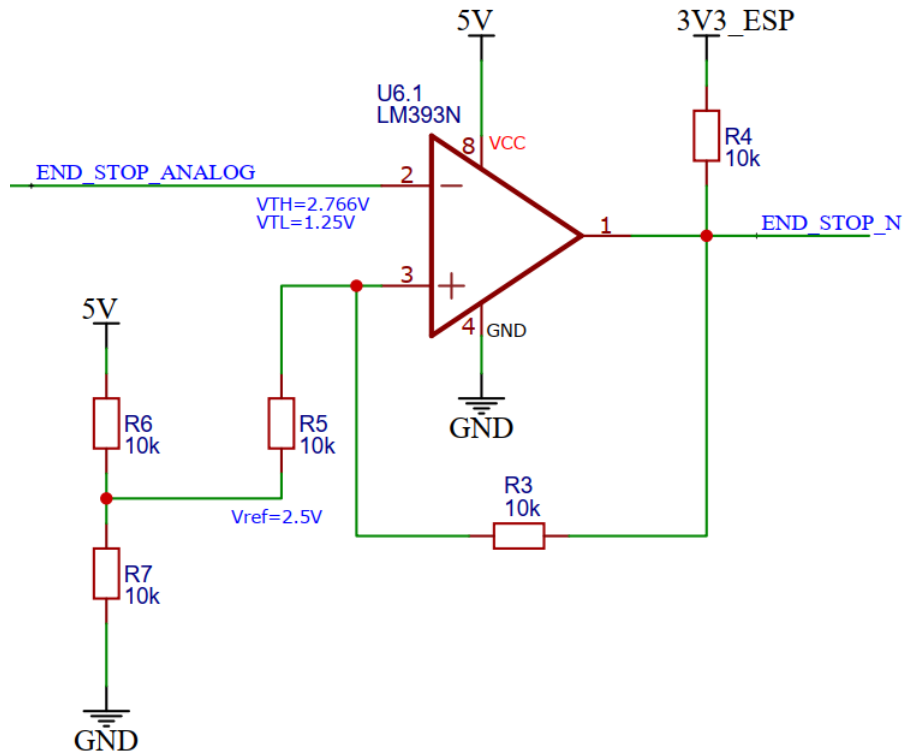 5V
3V3_ESP
U6.1
LM393N
8
VCC
R4
10k
END_STOP_ANALOG
2
−
VTH=2.766V
VTL=1.25V
1
END_STOP_N
3
+
4
GND
5V
GND
R6
10k
R5
10k
R3
10k
Vref=2.5V
R7
10k
GND